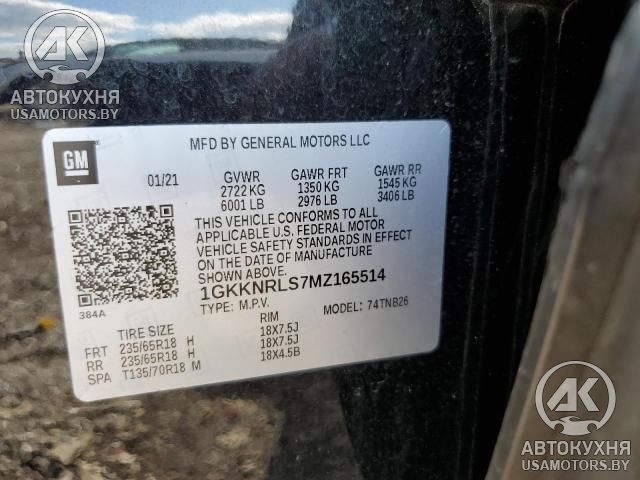 AK
АВТОКУХНЯ
USAMOTORS.BY
MFD BY GENERAL MOTORS LLC
GM
01/21 GVWR GAWR FRT GAWR RR
2722 KG 1350 KG 1545 KG
6001 LB 2976 LB 3406 LB
THIS VEHICLE CONFORMS TO ALL
APPLICABLE U.S. FEDERAL MOTOR
VEHICLE SAFETY STANDARDS IN EFFECT
ON THE DATE OF MANUFACTURE
SHOWN ABOVE.
384A
1GKKNRLS7MZ165514
TYPE: M.P.V. MODEL: 74TNB26
TIRE SIZE RIM
FRT 235/65R18 H 18X7.5J
RR 235/65R18 H 18X7.5J
SPA T135/70R18 M 18X4.5B
AK
АВТОКУХНЯ
USAMOTORS.BY